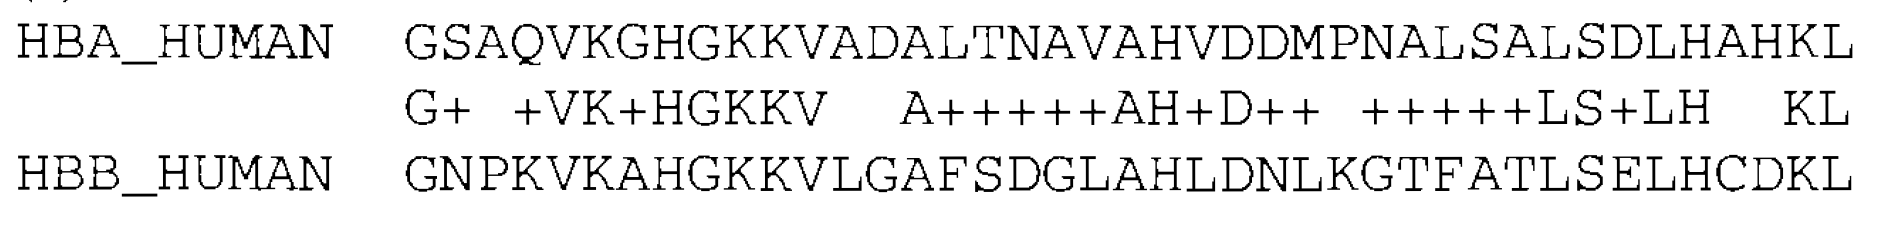 HBA_HUMAN GSAQVKGHGKKVADALTNAVAHVDDMPNALSALSDLHAHKL
G+ +VK+HGKKV A+++++AH+D++ +++++LS+LH KL
HBB_HUMAN GNPKVKAHGKKVLGAFSDGLAHLDNLKGTFATLSELHCDKL